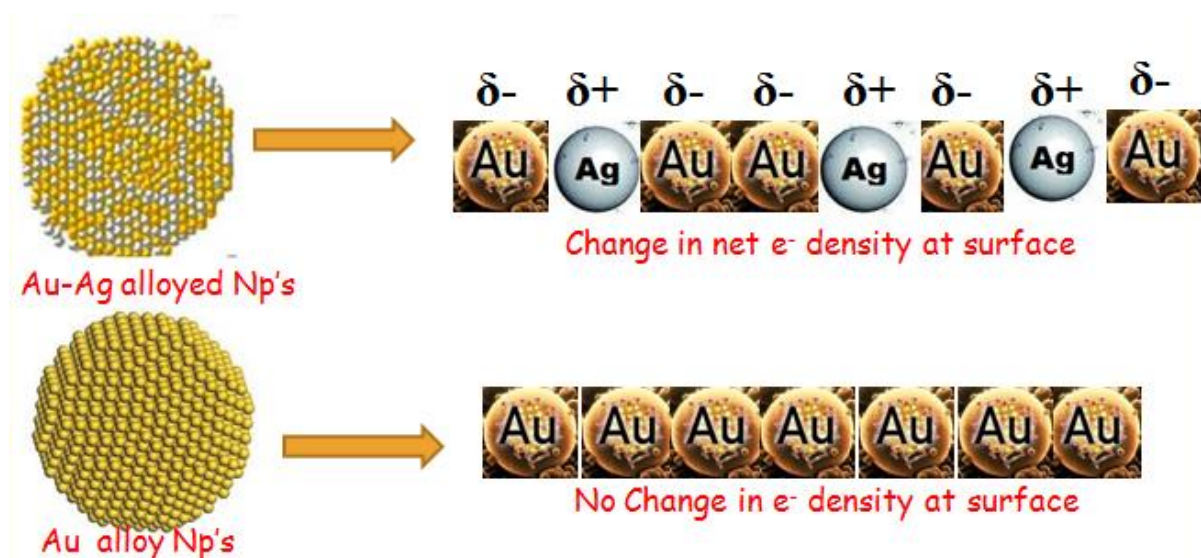 δ- δ+ δ- δ- δ+ δ- δ+ δ-
Au Ag Au Au Ag Au Ag Au
Change in net e⁻ density at surface
Au-Ag alloyed Np's
Au Au Au Au Au Au Au
No Change in e⁻ density at surface
Au alloy Np's